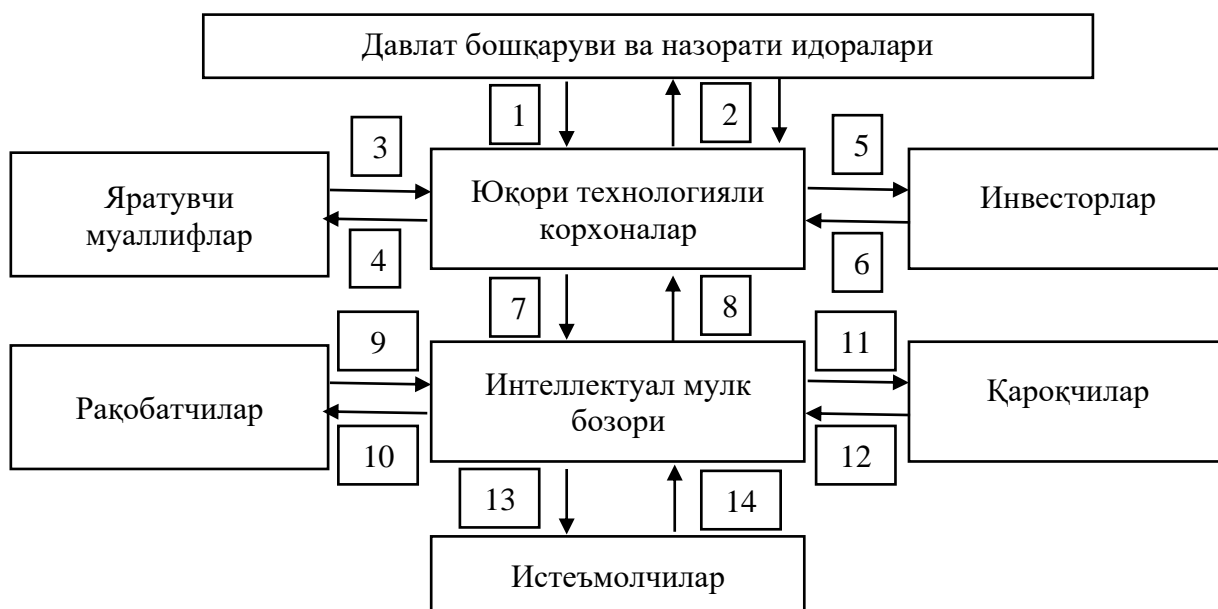 Давлат бошқаруви ва назорати идоралари
1
2
3
5
Яратувчи
муаллифлар
Юқори технологияли
корхоналар
Инвесторлар
4
6
7
8
9
11
Рақобатчилар
Интеллектуал мулк
бозори
Қароқчилар
10
12
13
14
Истеъмолчилар